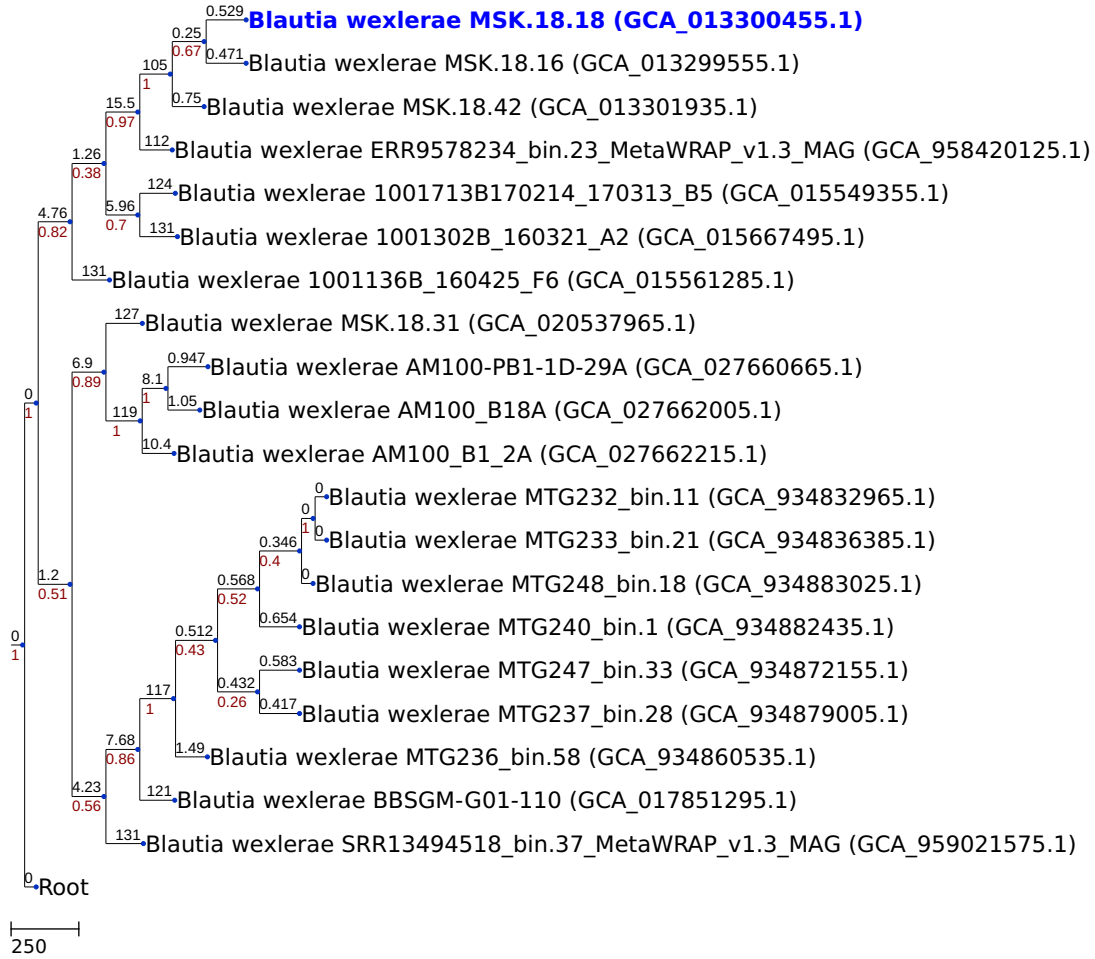 0.529
Blautia wexlerae MSK.18.18 (GCA_013300455.1)
0.25
0.67
0.471
Blautia wexlerae MSK.18.16 (GCA_013299555.1)
105
1
0.75
Blautia wexlerae MSK.18.42 (GCA_013301935.1)
15.5
0.97
112
Blautia wexlerae ERR9578234_bin.23_MetaWRAP_v1.3_MAG (GCA_958420125.1)
1.26
0.38
124
Blautia wexlerae 1001713B170214_170313_B5 (GCA_015549355.1)
5.96
0.7
131
Blautia wexlerae 1001302B_160321_A2 (GCA_015667495.1)
4.76
0.82
131
Blautia wexlerae 1001136B_160425_F6 (GCA_015561285.1)
127
Blautia wexlerae MSK.18.31 (GCA_020537965.1)
6.9
0.89
0.947
Blautia wexlerae AM100-PB1-1D-29A (GCA_027660665.1)
8.1
1
1.05
Blautia wexlerae AM100_B18A (GCA_027662005.1)
0
1
119
1
10.4
Blautia wexlerae AM100_B1_2A (GCA_027662215.1)
0
Blautia wexlerae MTG232_bin.11 (GCA_934832965.1)
0
1
0
Blautia wexlerae MTG233_bin.21 (GCA_934836385.1)
0.346
0.4
0
Blautia wexlerae MTG248_bin.18 (GCA_934883025.1)
1.2
0.51
0.568
0.52
0.654
Blautia wexlerae MTG240_bin.1 (GCA_934882435.1)
0.512
0.43
0
1
0.583
Blautia wexlerae MTG247_bin.33 (GCA_934872155.1)
0.432
0.26
0.417
Blautia wexlerae MTG237_bin.28 (GCA_934879005.1)
117
1
1.49
Blautia wexlerae MTG236_bin.58 (GCA_934860535.1)
7.68
0.86
121
Blautia wexlerae BBSGM-G01-110 (GCA_017851295.1)
4.23
0.56
131
Blautia wexlerae SRR13494518_bin.37_MetaWRAP_v1.3_MAG (GCA_959021575.1)
0
Root
250